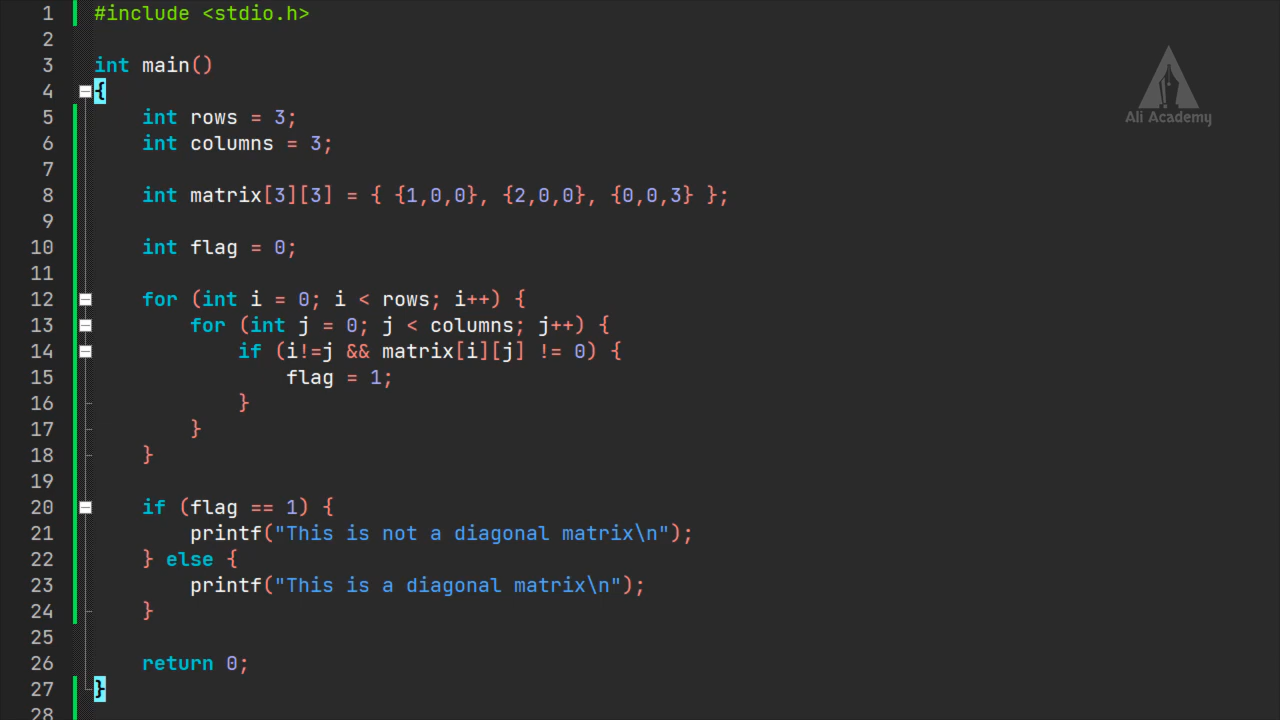 1 #include <stdio.h>
2
3 int main()
4 {
5     int rows = 3;
6     int columns = 3;
7
8     int matrix[3][3] = { {1,0,0}, {2,0,0}, {0,0,3} };
9
10     int flag = 0;
11
12     for (int i = 0; i < rows; i++) {
13         for (int j = 0; j < columns; j++) {
14             if (i!=j && matrix[i][j] != 0) {
15                 flag = 1;
16             }
17         }
18     }
19
20     if (flag == 1) {
21         printf("This is not a diagonal matrix\n");
22     } else {
23         printf("This is a diagonal matrix\n");
24     }
25
26     return 0;
27 }
28
Ali Academy